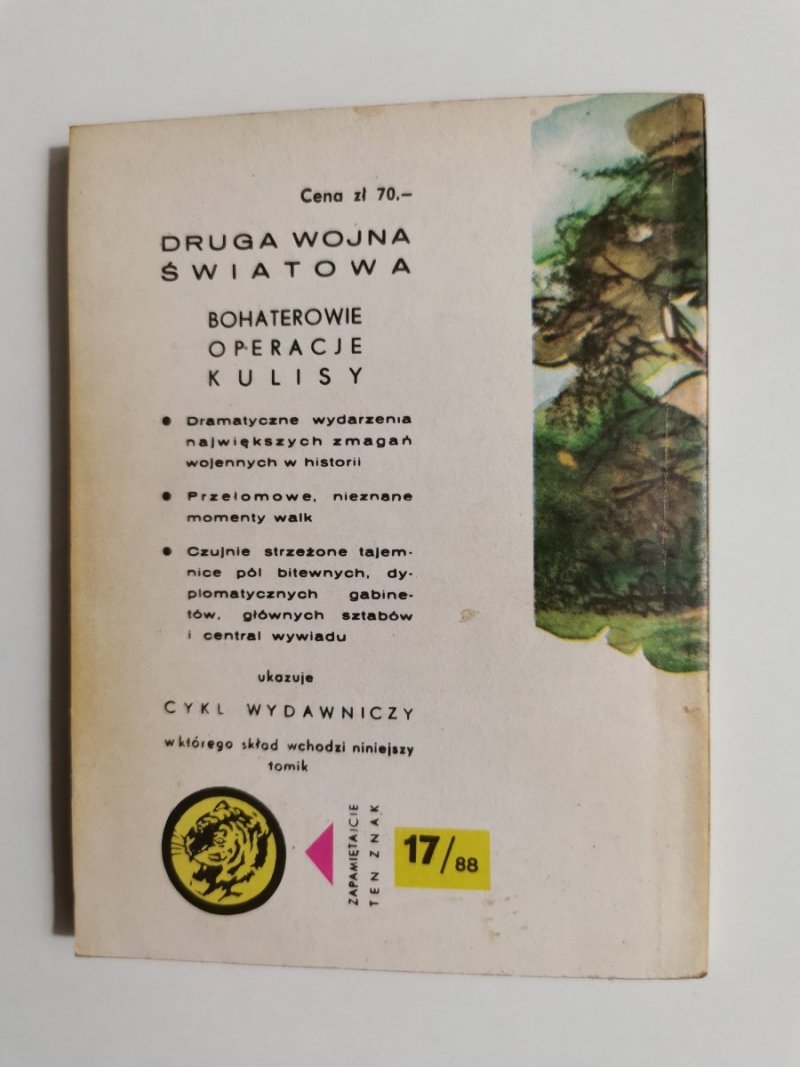 Cena zł 70.–
DRUGA WOJNA
ŚWIATOWA
BOHATEROWIE
OPERACJE
KULISY
● Dramatyczne wydarzenia
największych zmagań
wojennych w historii
● Przełomowe, nieznane
momenty walk
● Czujnie strzeżone tajem-
nice pól bitewnych, dy-
plomatycznych gabine-
tów, głównych sztabów
i central wywiadu
ukazuje
CYKL WYDAWNICZY
w którego skład wchodzi niniejszy
tomik
ZAPAMIĘTAJCIE
TEN ZNAK
17/88